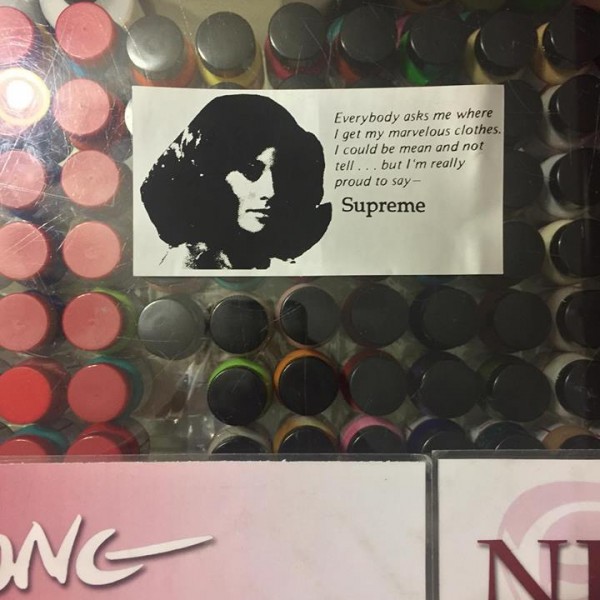 Everybody asks me where
I get my marvelous clothes.
I could be mean and not
tell . . . but I'm really
proud to say—
Supreme